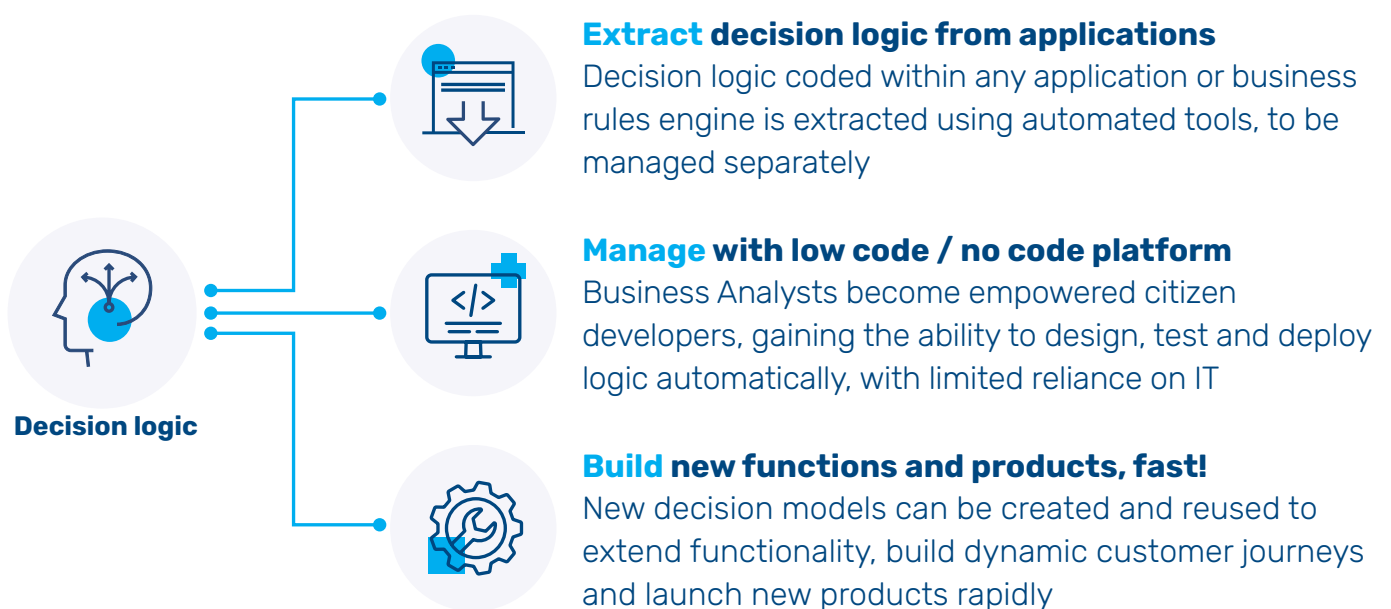 Extract decision logic from applications
Decision logic coded within any application or business
rules engine is extracted using automated tools, to be
managed separately
</>
Manage with low code / no code platform
Business Analysts become empowered citizen
developers, gaining the ability to design, test and deploy
logic automatically, with limited reliance on IT
Decision logic
Build new functions and products, fast!
New decision models can be created and reused to
extend functionality, build dynamic customer journeys
and launch new products rapidly